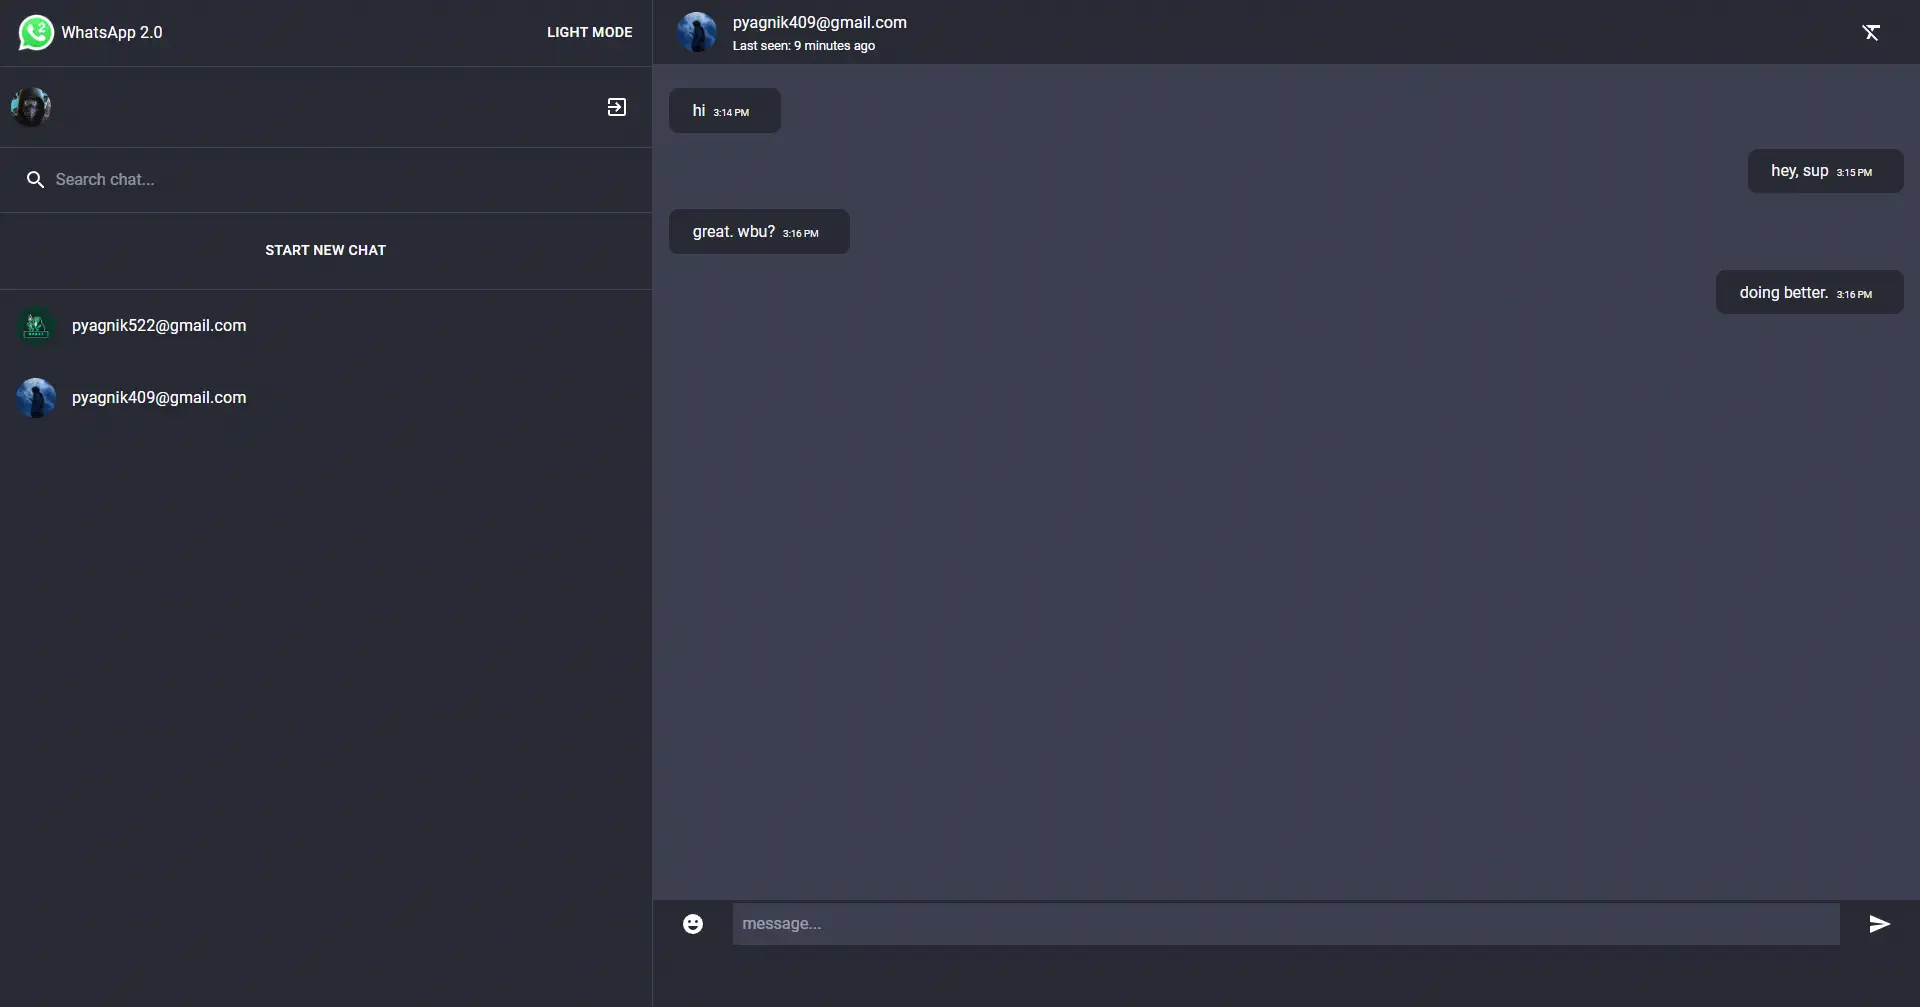 WhatsApp 2.0
LIGHT MODE
Search chat...
START NEW CHAT
pyagnik522@gmail.com
pyagnik409@gmail.com
pyagnik409@gmail.com
Last seen: 9 minutes ago
hi 3:14 PM
hey, sup 3:15 PM
great. wbu? 3:16 PM
doing better. 3:16 PM
message...